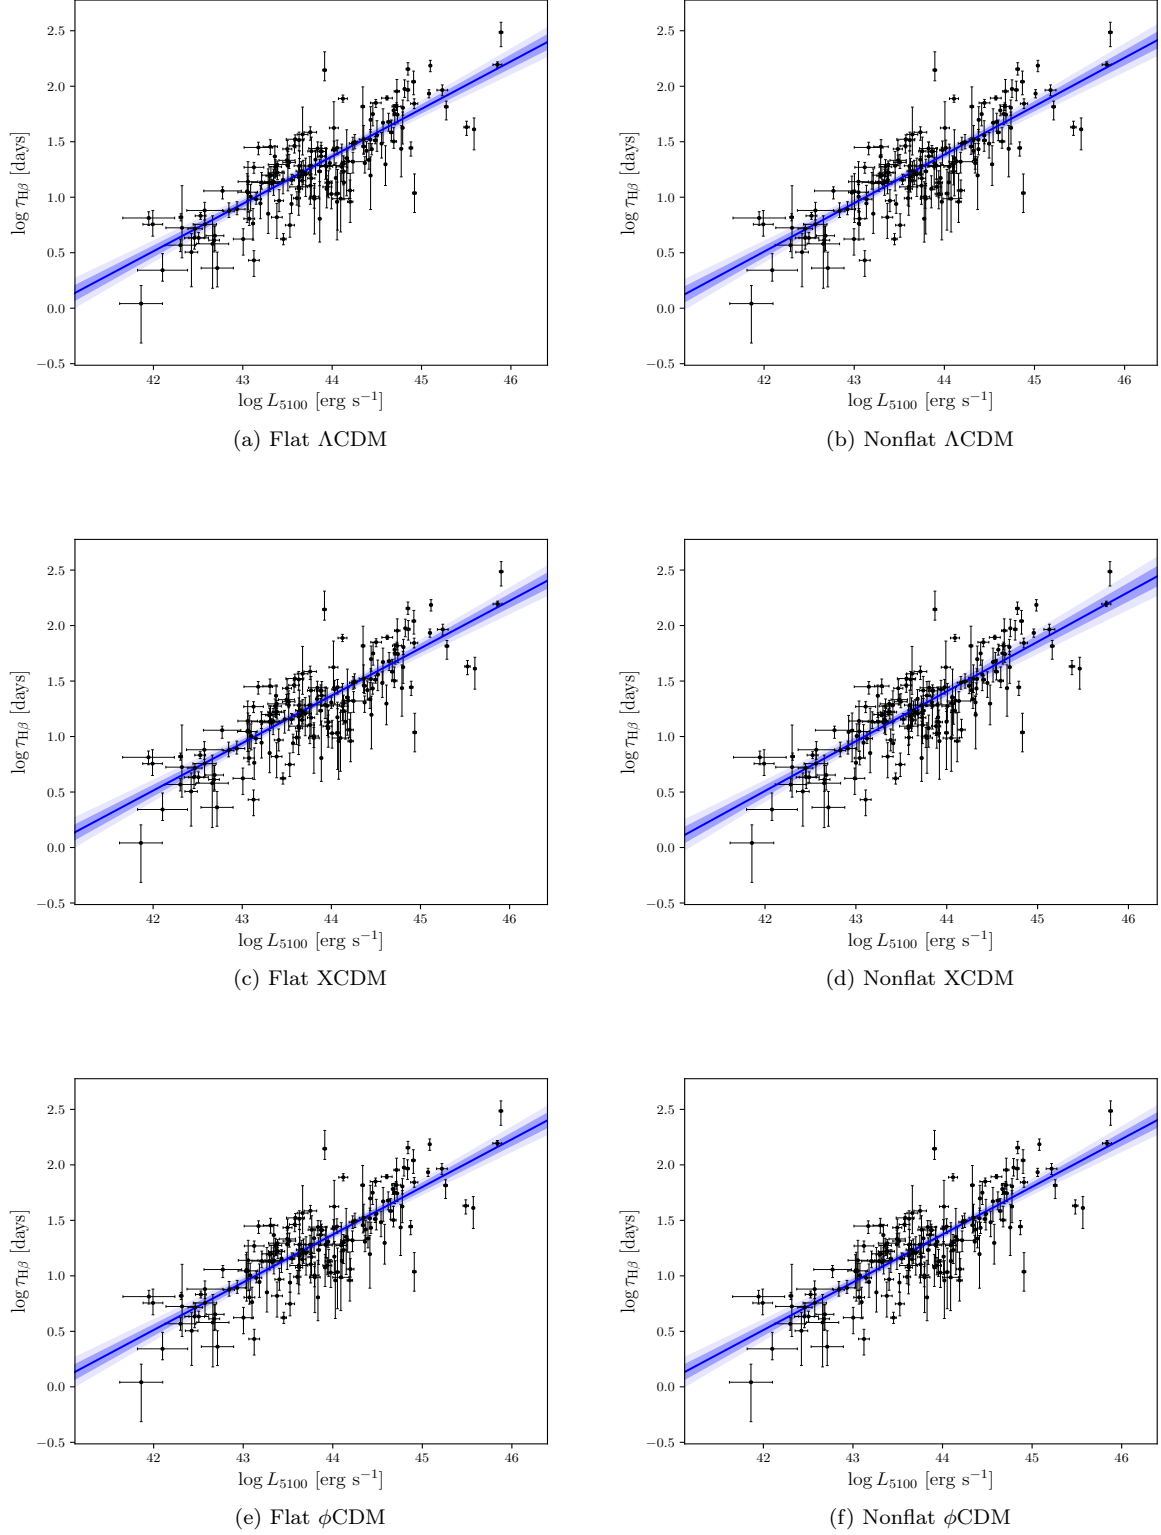 2.5
2.0
1.5
1.0
0.5
0.0
−0.5
log τHβ [days]
42 43 44 45 46
log L5100 [erg s−1]
(a) Flat ΛCDM
2.5
2.0
1.5
1.0
0.5
0.0
−0.5
log τHβ [days]
42 43 44 45 46
log L5100 [erg s−1]
(b) Nonflat ΛCDM
2.5
2.0
1.5
1.0
0.5
0.0
−0.5
log τHβ [days]
42 43 44 45 46
log L5100 [erg s−1]
(c) Flat XCDM
2.5
2.0
1.5
1.0
0.5
0.0
−0.5
log τHβ [days]
42 43 44 45 46
log L5100 [erg s−1]
(d) Nonflat XCDM
2.5
2.0
1.5
1.0
0.5
0.0
−0.5
log τHβ [days]
42 43 44 45 46
log L5100 [erg s−1]
(e) Flat ϕCDM
2.5
2.0
1.5
1.0
0.5
0.0
−0.5
log τHβ [days]
42 43 44 45 46
log L5100 [erg s−1]
(f) Nonflat ϕCDM